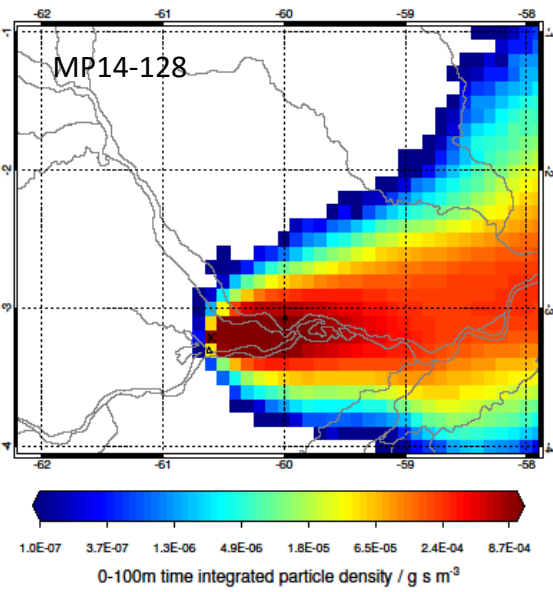 -62 -61 -60 -59 -58
MP14-128
-1 -1
-2 -2
-3 -3
-4 -4
-62 -61 -60 -59 -58
1.0E-07 3.7E-07 1.3E-06 4.9E-06 1.8E-05 6.5E-05 2.4E-04 8.7E-04
0-100m time integrated particle density / g s m⁻³